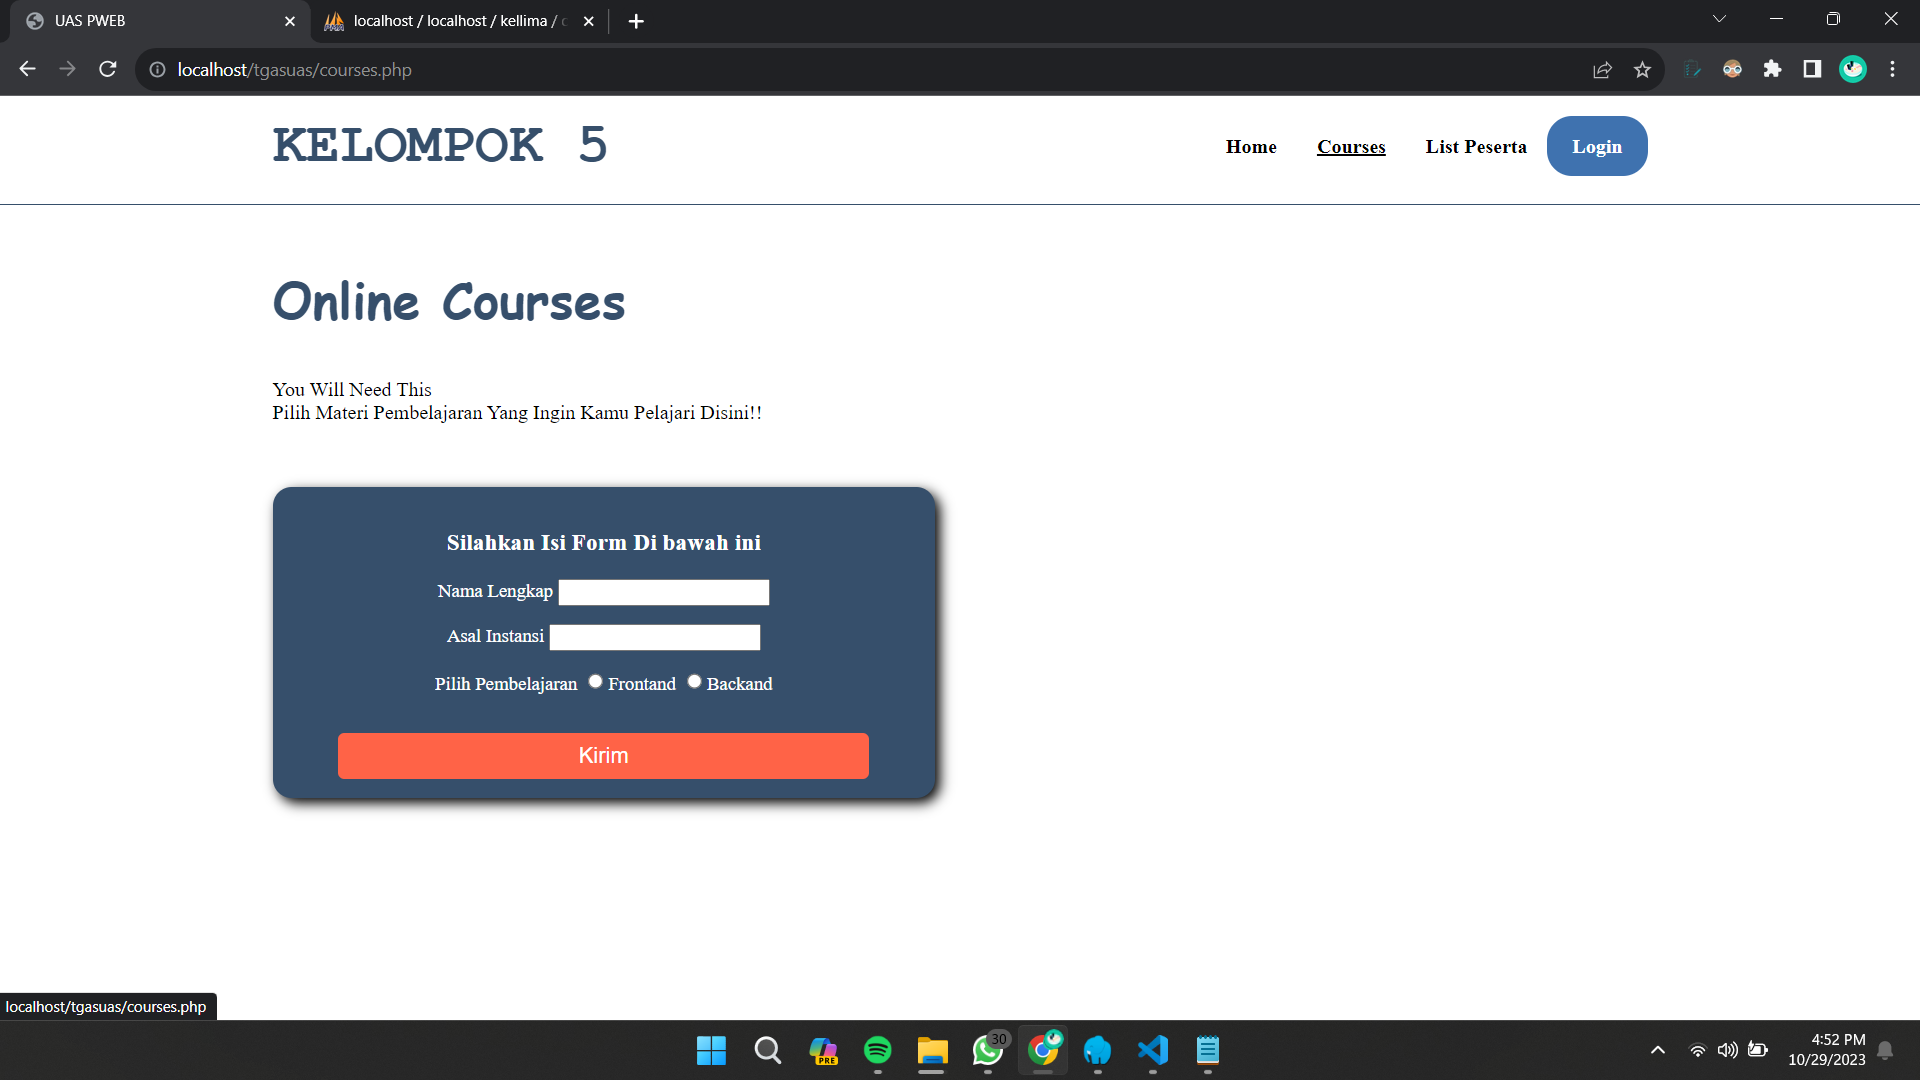 UAS PWEB
localhost / localhost / kellima /
localhost/tgasuas/courses.php
KELOMPOK 5
Home Courses List Peserta Login
Online Courses
You Will Need This
Pilih Materi Pembelajaran Yang Ingin Kamu Pelajari Disini!!
Silahkan Isi Form Di bawah ini
Nama Lengkap
Asal Instansi
Pilih Pembelajaran Frontand Backand
Kirim
localhost/tgasuas/courses.php
PRE
30
4:52 PM
10/29/2023